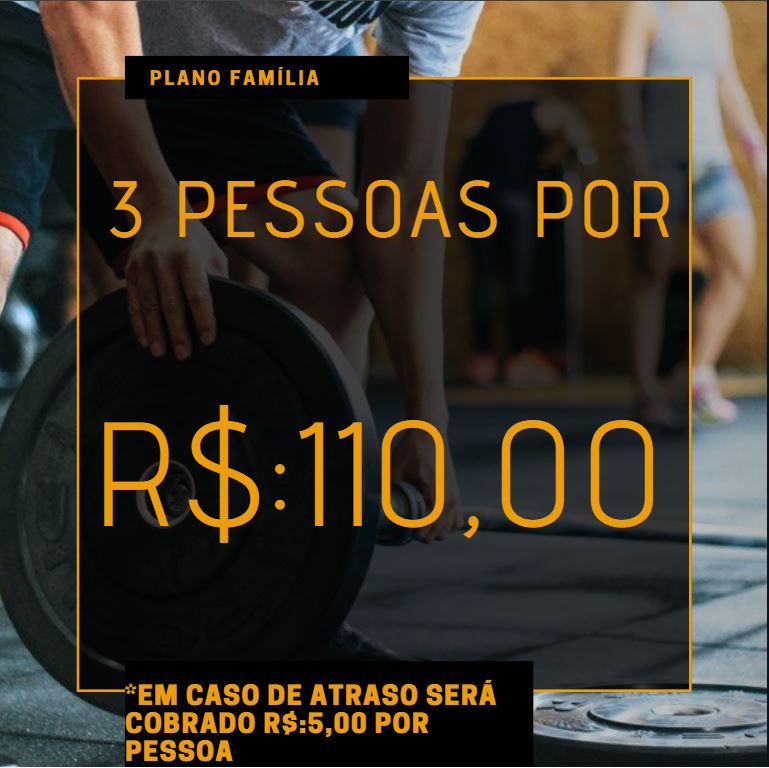 PLANO FAMÍLIA
3 PESSOAS POR
R$:110,00
*EM CASO DE ATRASO SERÁ
COBRADO R$:5,00 POR
PESSOA